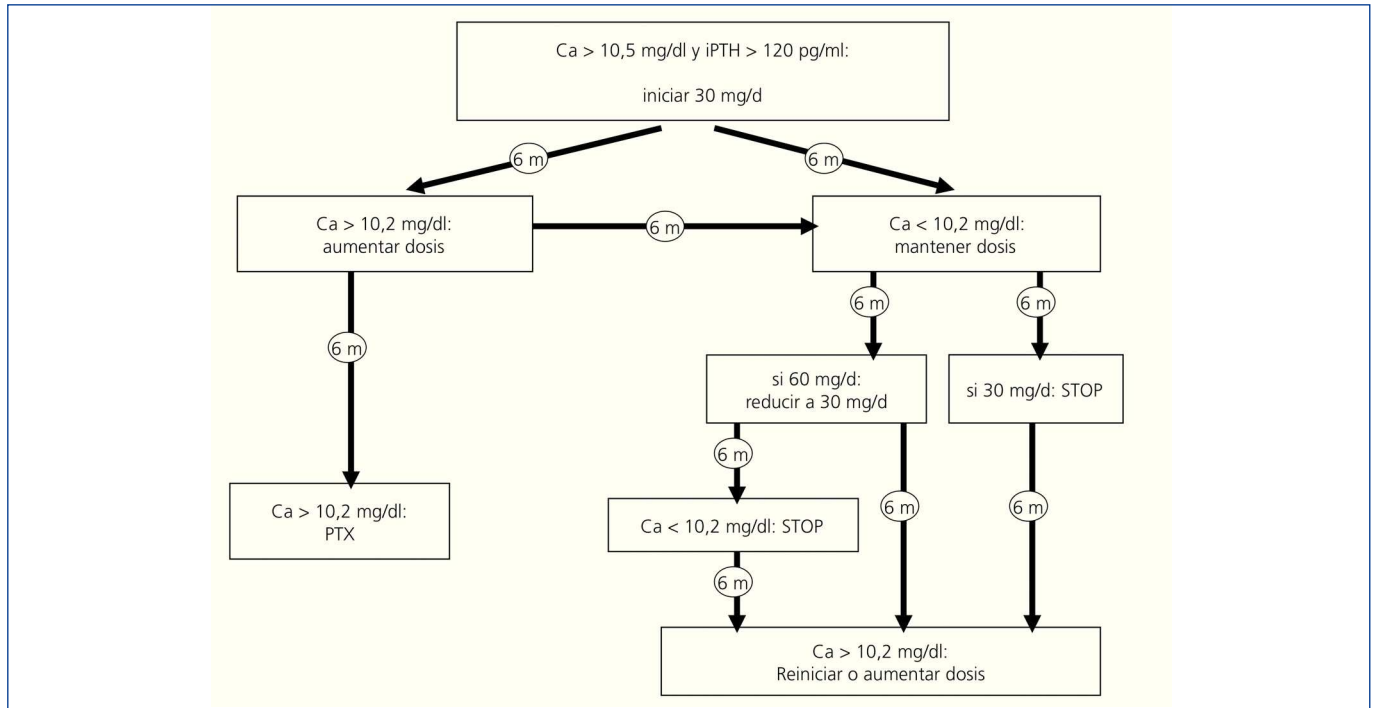 Ca > 10,5 mg/dl y iPTH > 120 pg/ml:
iniciar 30 mg/d
6 m
6 m
Ca > 10,2 mg/dl:
aumentar dosis
6 m
Ca < 10,2 mg/dl:
mantener dosis
6 m
6 m
6 m
si 60 mg/d:
reducir a 30 mg/d
si 30 mg/d: STOP
6 m
Ca > 10,2 mg/dl:
PTX
Ca < 10,2 mg/dl: STOP
6 m
6 m
6 m
Ca > 10,2 mg/dl:
Reiniciar o aumentar dosis